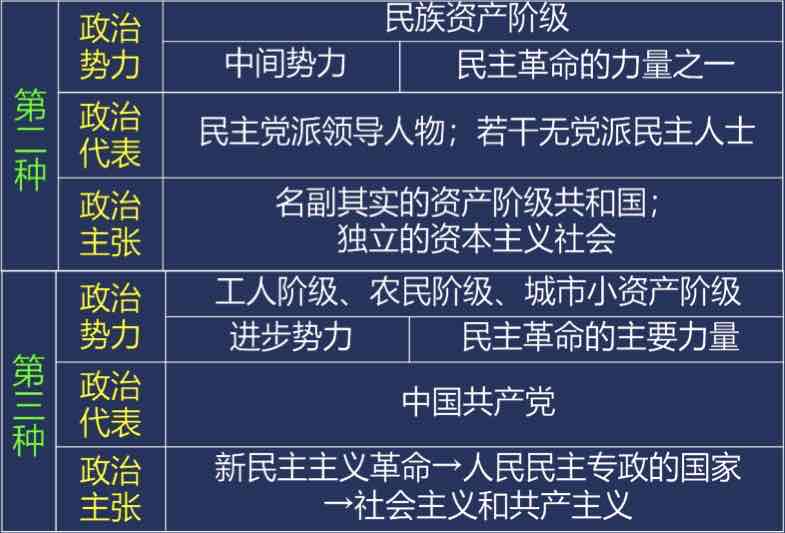 第二种
政治
势力
民族资产阶级
中间势力
民主革命的力量之一
政治
代表
民主党派领导人物；若干无党派民主人士
政治
主张
名副其实的资产阶级共和国；
独立的资本主义社会
第三种
政治
势力
工人阶级、农民阶级、城市小资产阶级
进步势力
民主革命的主要力量
政治
代表
中国共产党
政治
主张
新民主主义革命→人民民主专政的国家
→社会主义和共产主义